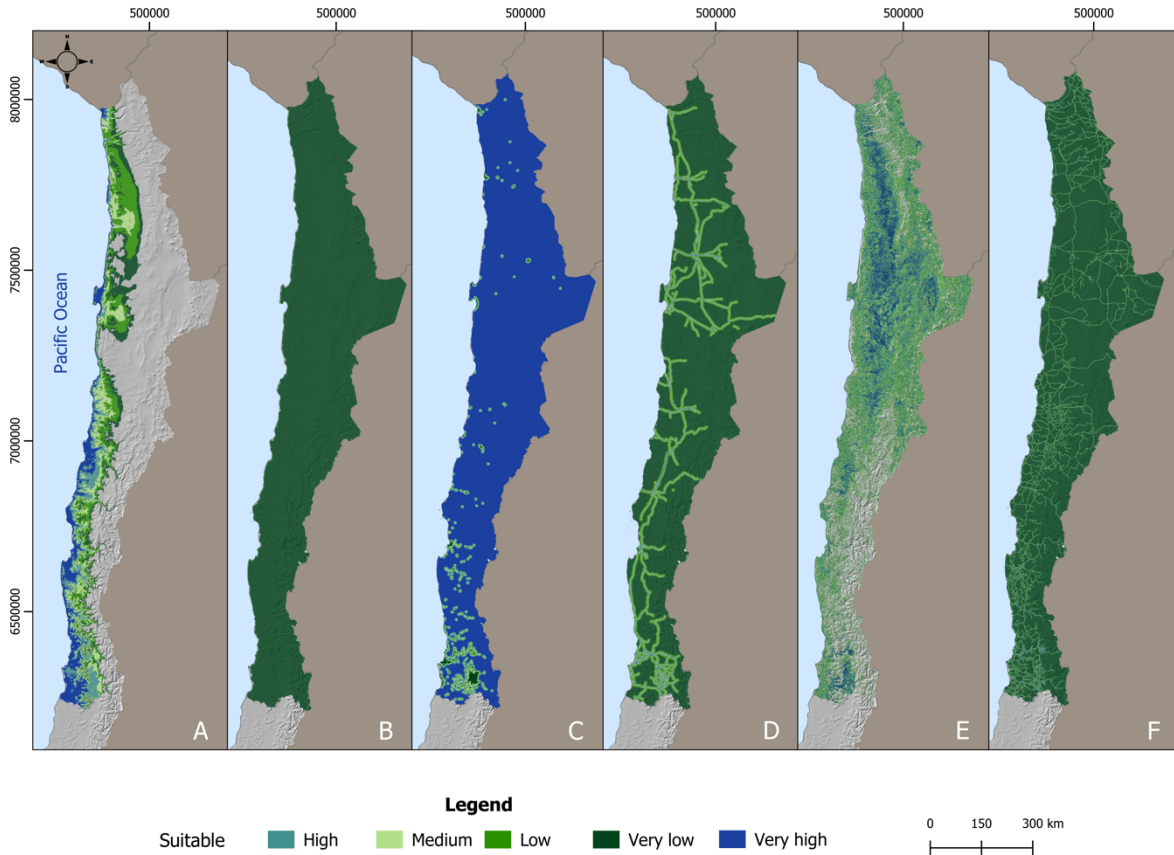 500000 500000 500000 500000 500000 500000
N
E
S
8000000
7500000
7000000
6500000
Pacific Ocean
A B C D E F
Legend
Suitable High Medium Low Very low Very high
0 150 300 km